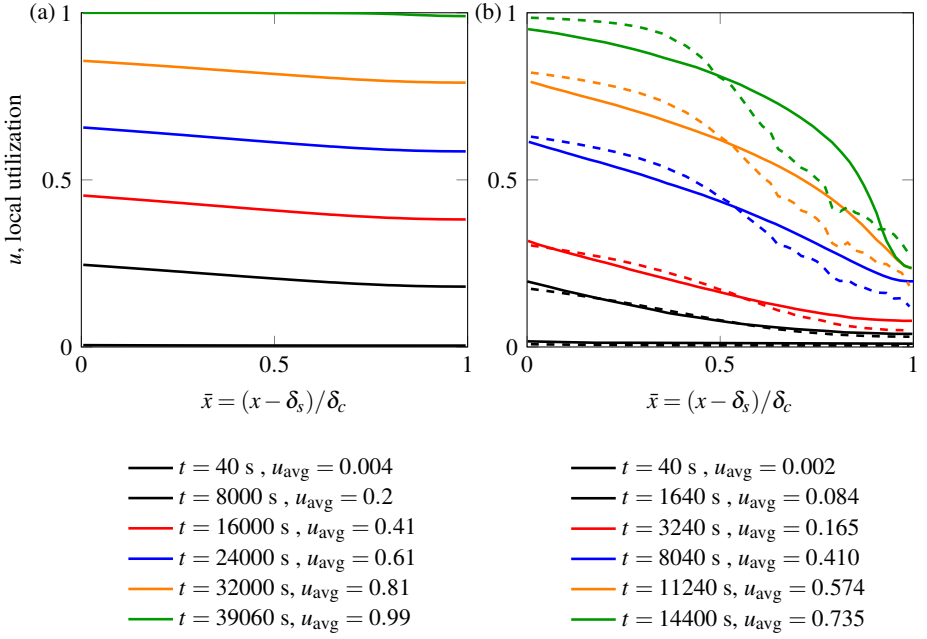 (a)
(b)
u, local utilization
1
0.5
0
0
0.5
1
x̄ = (x − δs)/δc
1
0.5
0
0
0.5
1
x̄ = (x − δs)/δc
t = 40 s , uavg = 0.004
t = 8000 s , uavg = 0.2
t = 16000 s , uavg = 0.41
t = 24000 s , uavg = 0.61
t = 32000 s, uavg = 0.81
t = 39060 s, uavg = 0.99
t = 40 s , uavg = 0.002
t = 1640 s , uavg = 0.084
t = 3240 s , uavg = 0.165
t = 8040 s , uavg = 0.410
t = 11240 s, uavg = 0.574
t = 14400 s, uavg = 0.735